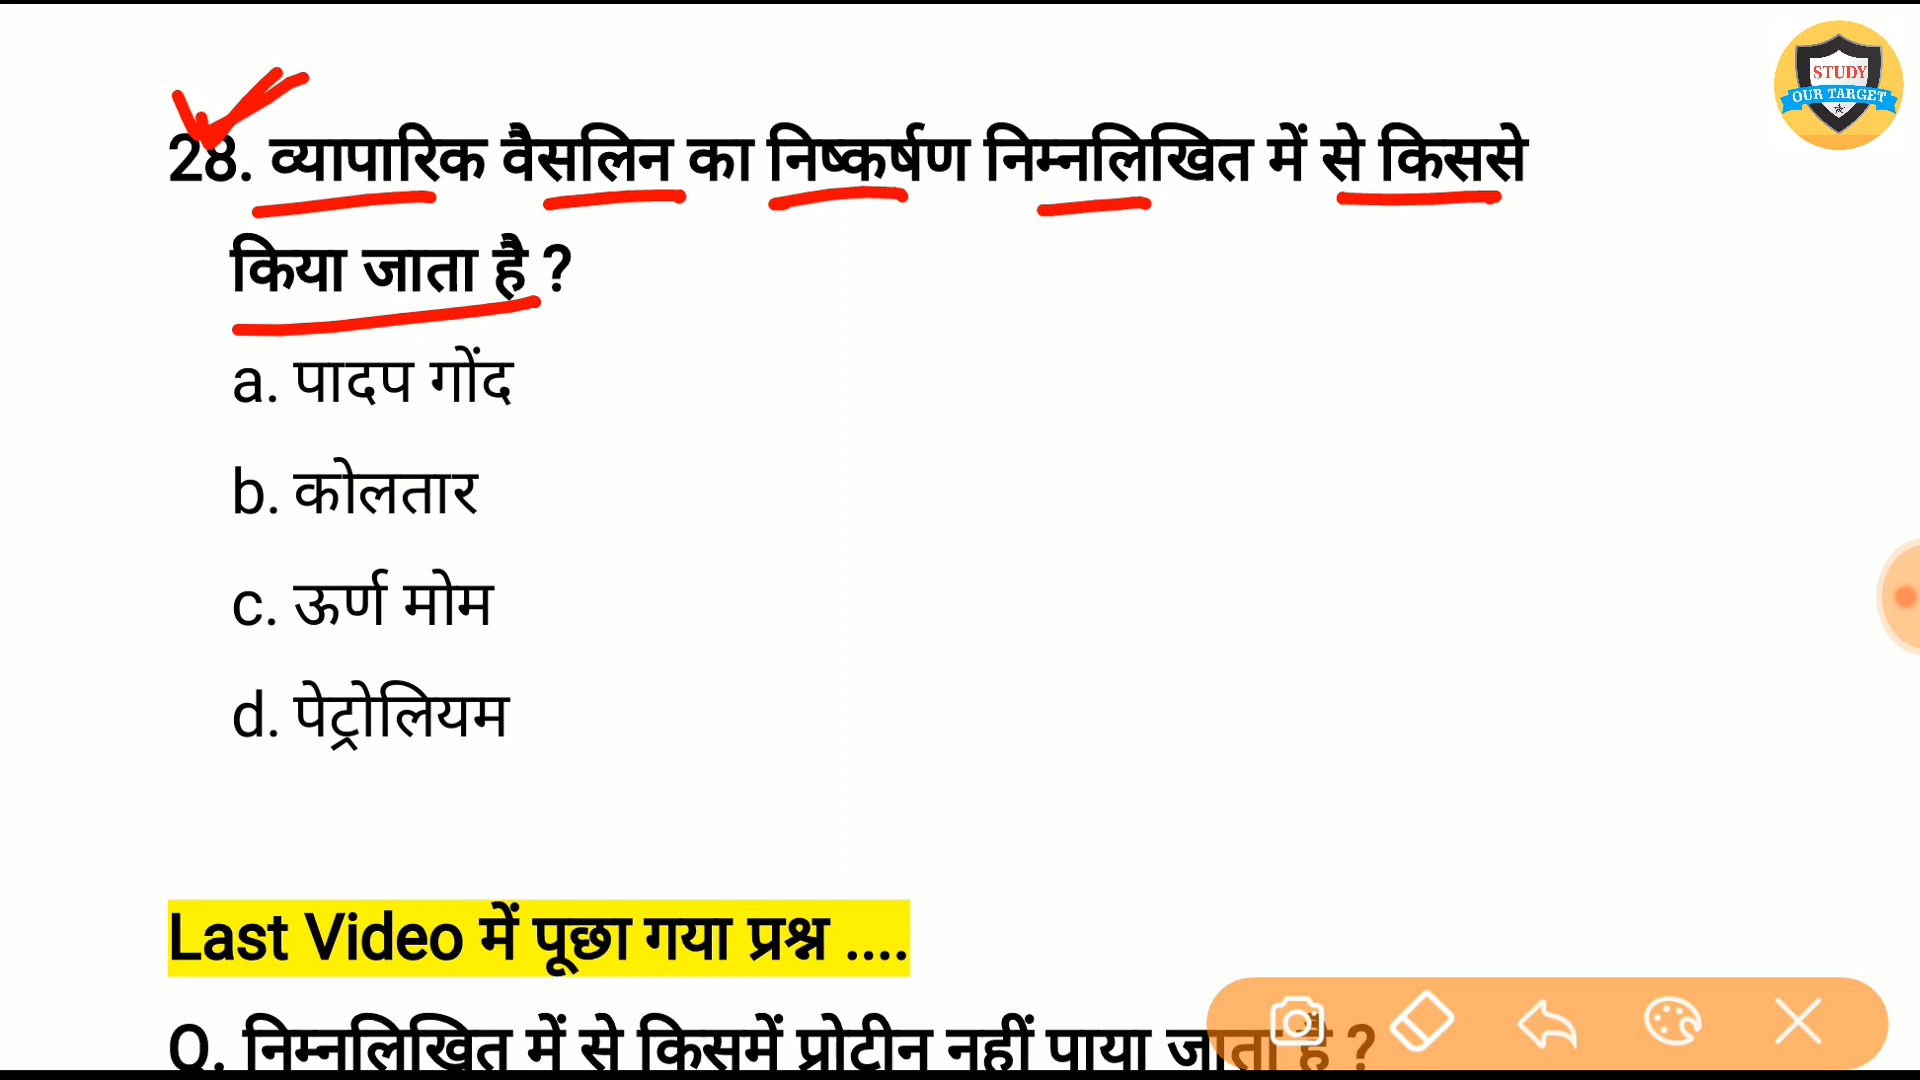 STUDY
OUR TARGET
28. व्यापारिक वैसलिन का निष्कर्षण निम्नलिखित में से किससे
किया जाता है ?
a. पादप गोंद
b. कोलतार
c. ऊर्ण मोम
d. पेट्रोलियम
Last Video में पूछा गया प्रश्न ....
Q. निम्नलिखित में से किसमें प्रोटीन नहीं पाया जाता है ?